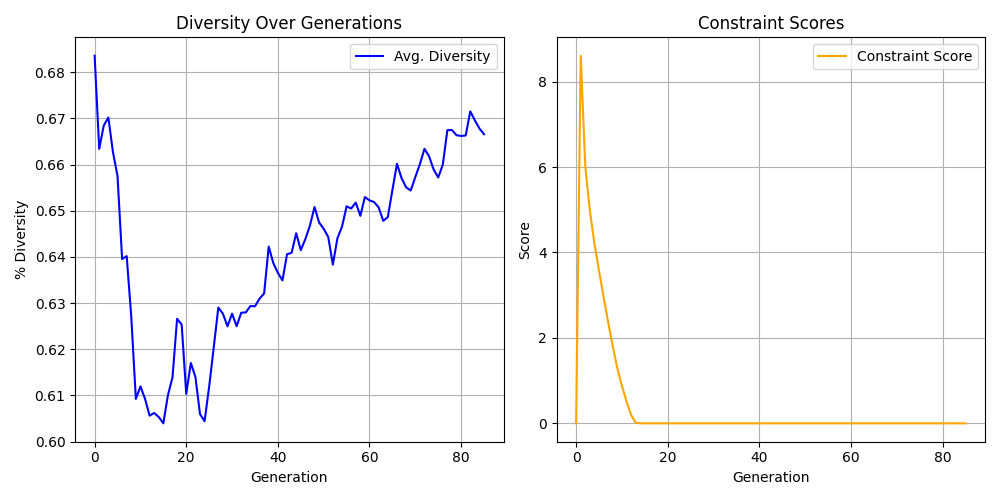 Diversity Over Generations
Avg. Diversity
% Diversity
0.68
0.67
0.66
0.65
0.64
0.63
0.62
0.61
0.60
0 20 40 60 80
Generation
Constraint Scores
Constraint Score
Score
8
6
4
2
0
0 20 40 60 80
Generation